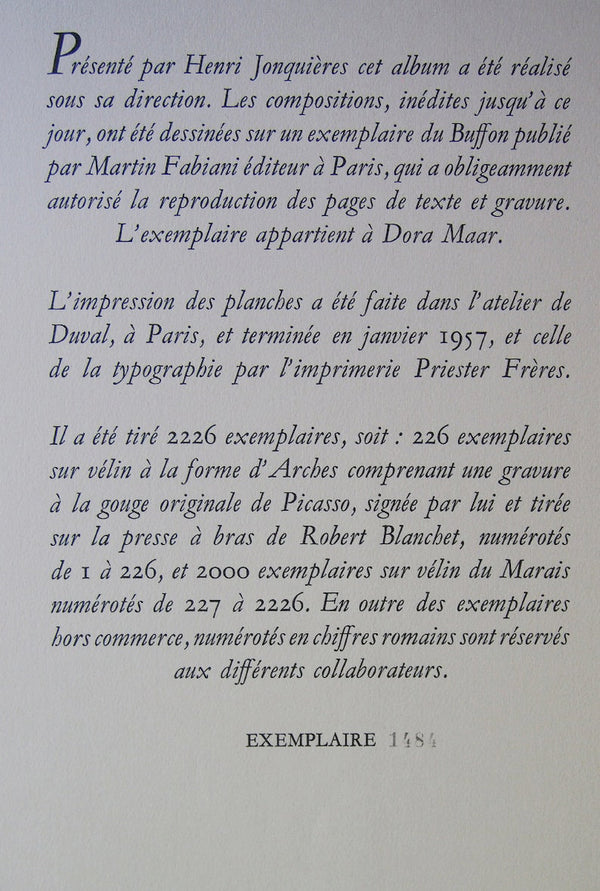 Présenté par Henri Jonquières cet album a été réalisé
sous sa direction. Les compositions, inédites jusqu'à ce
jour, ont été dessinées sur un exemplaire du Buffon publié
par Martin Fabiani éditeur à Paris, qui a obligeamment
autorisé la reproduction des pages de texte et gravure.
L'exemplaire appartient à Dora Maar.
L'impression des planches a été faite dans l'atelier de
Duval, à Paris, et terminée en janvier 1957, et celle
de la typographie par l'imprimerie Priester Frères.
Il a été tiré 2226 exemplaires, soit : 226 exemplaires
sur vélin à la forme d'Arches comprenant une gravure
à la gouge originale de Picasso, signée par lui et tirée
sur la presse à bras de Robert Blanchet, numérotés
de 1 à 226, et 2000 exemplaires sur vélin du Marais
numérotés de 227 à 2226. En outre des exemplaires
hors commerce, numérotés en chiffres romains sont réservés
aux différents collaborateurs.
EXEMPLAIRE 1484